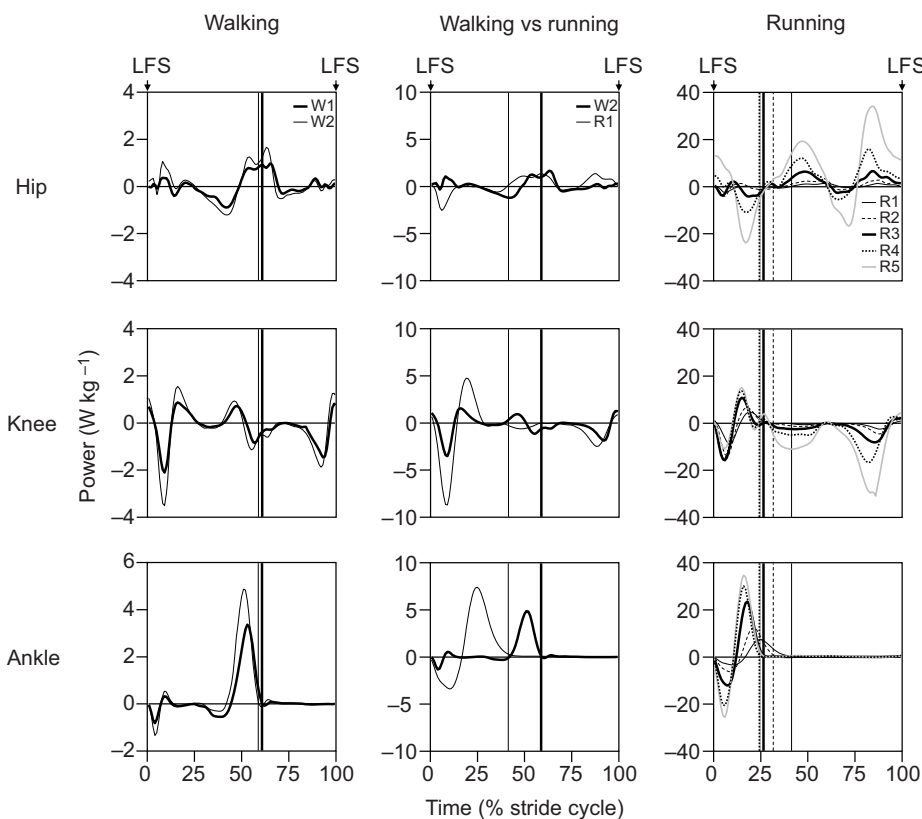 Walking Walking vs running Running
LFS LFS LFS LFS
4 10 40
W1 W2
W2 R1
2 5 20
Hip 0 0 0
R1
R2
–2 –5 –20 R3
R4
R5
–4 –10 –40
4 10 40
2 5 20
Knee 0 0 0
–2 –5 –20
–4 –10 –40
Power (W kg –1)
6 10 40
4 5 20
Ankle 2 0 0
0 –5 –20
–2 –10 –40
0 25 50 75 100 0 25 50 75 100 0 25 50 75 100
Time (% stride cycle)